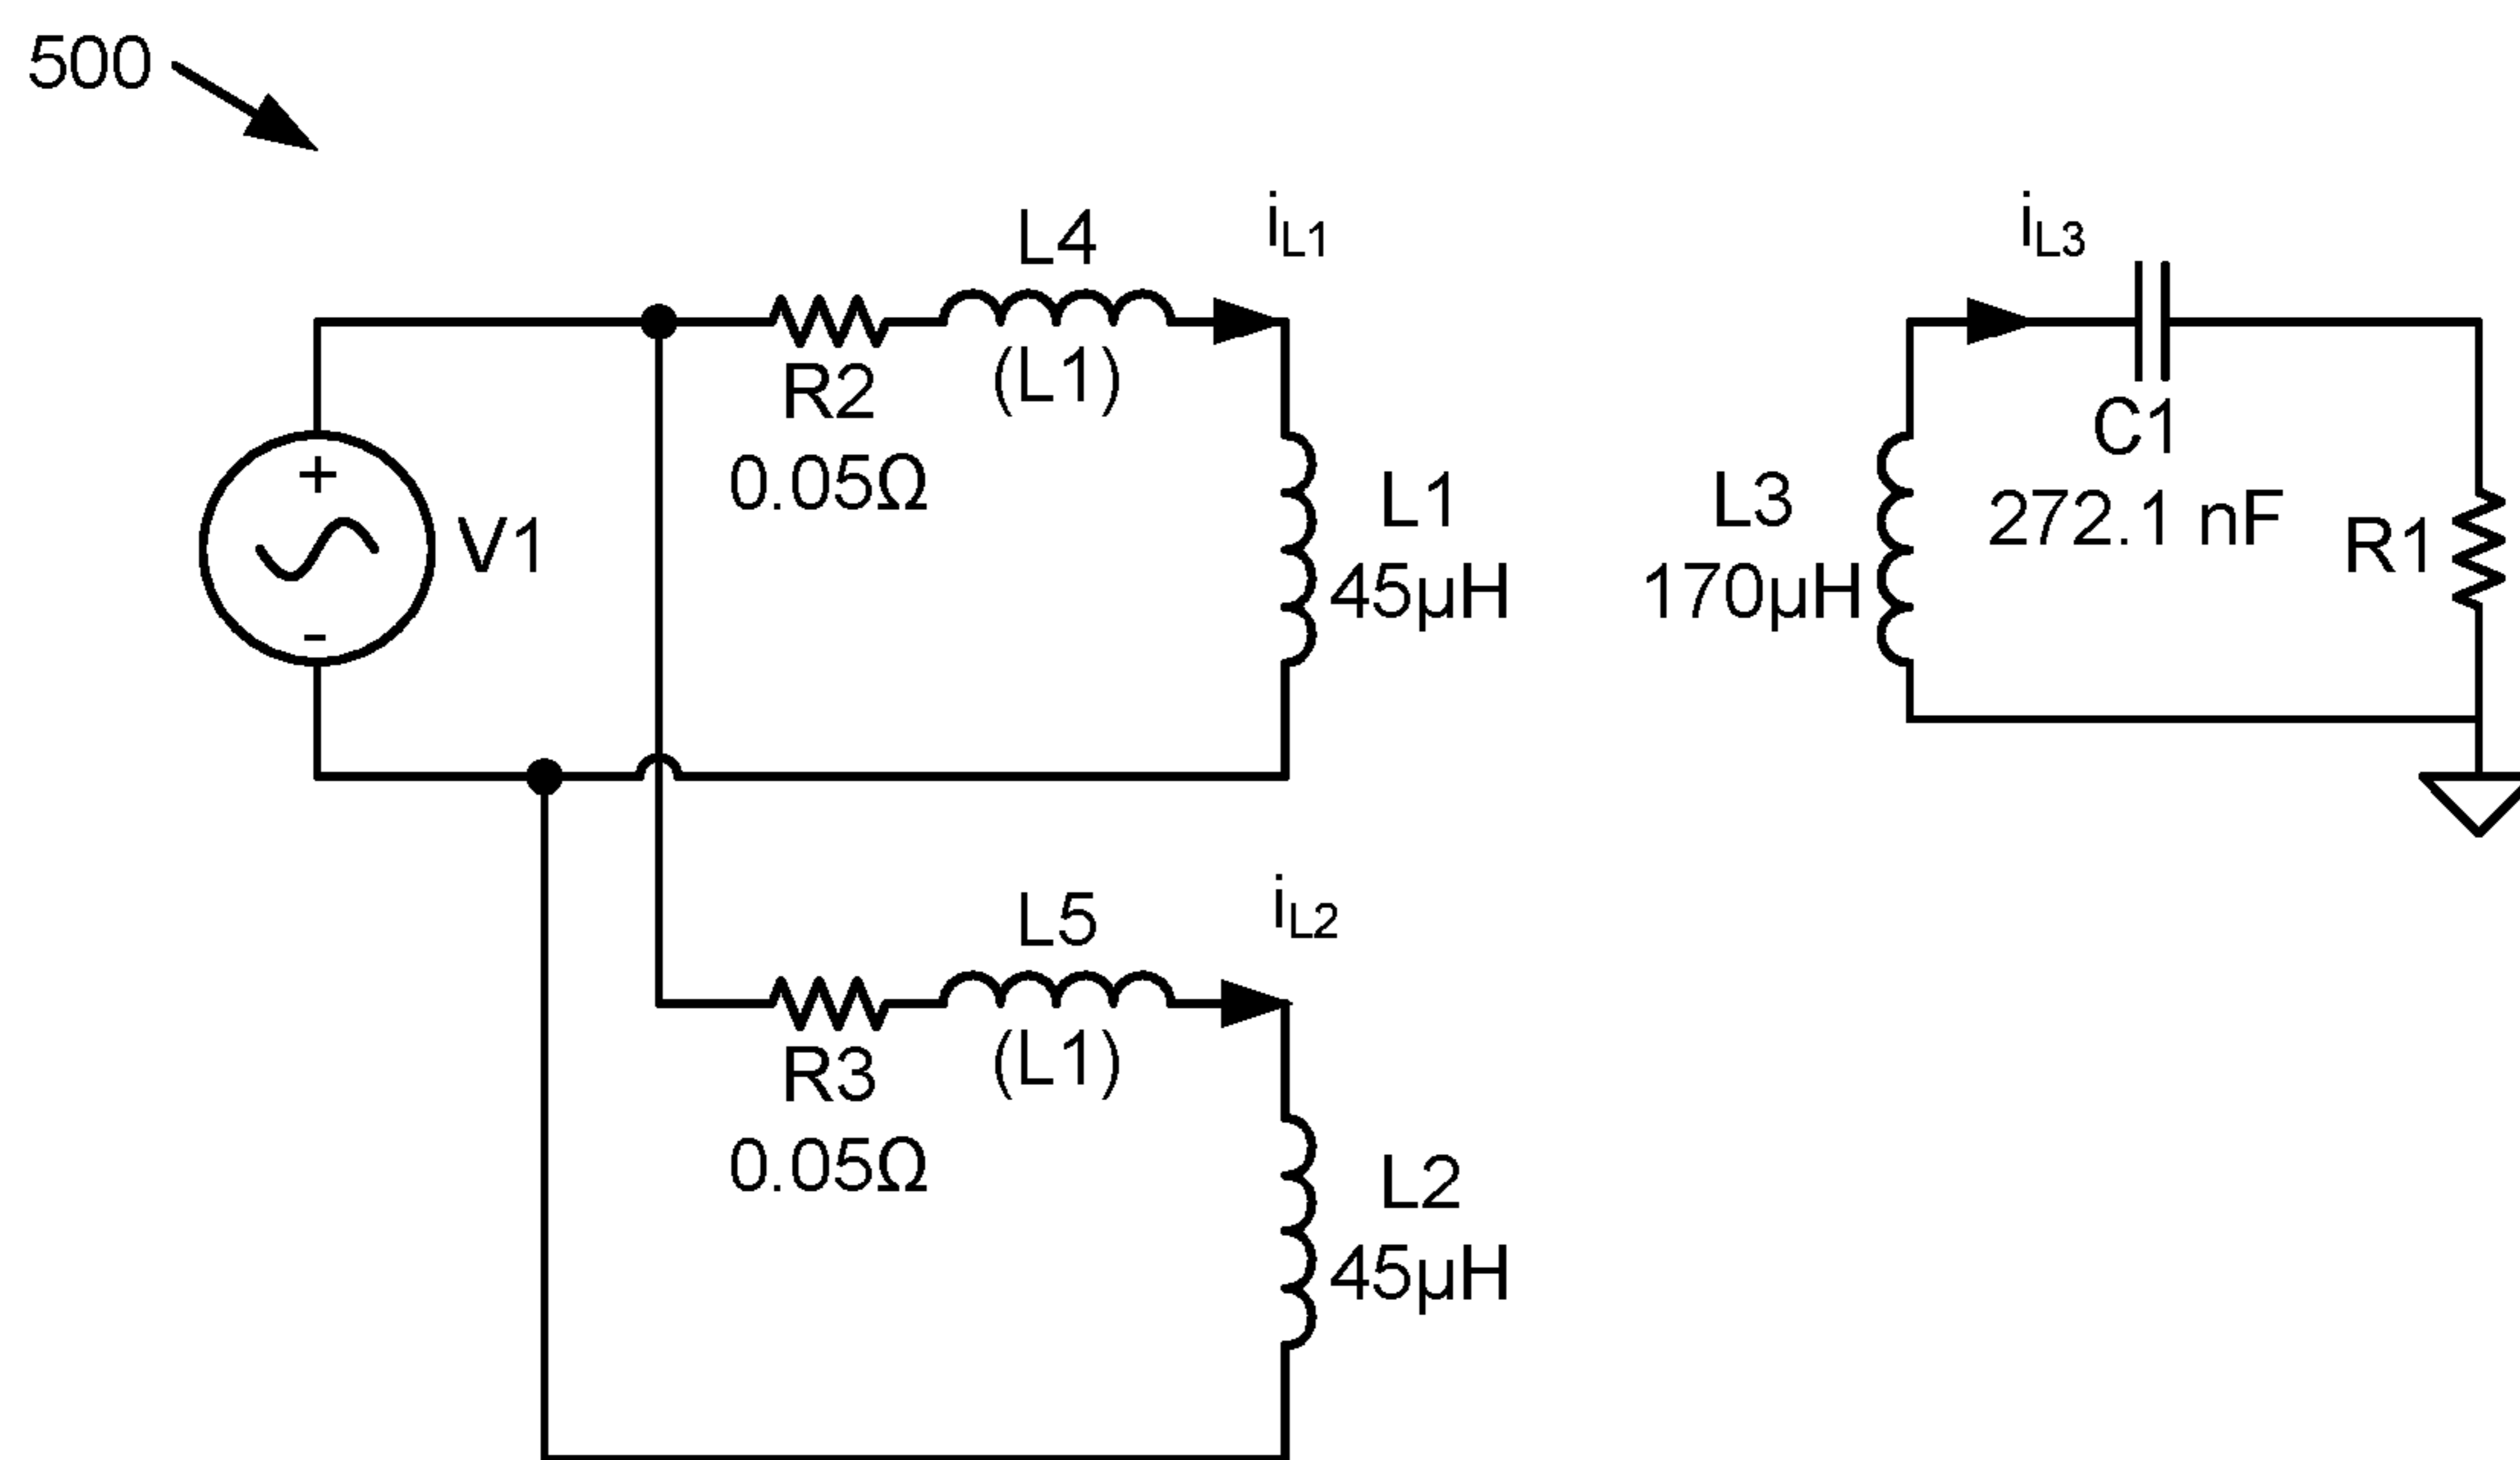 500
L4
iL1
iL3
(L1)
R2
0.05Ω
+
-
V1
L1
45µH
L3
170µH
C1
272.1 nF
R1
L5
iL2
(L1)
R3
0.05Ω
L2
45µH